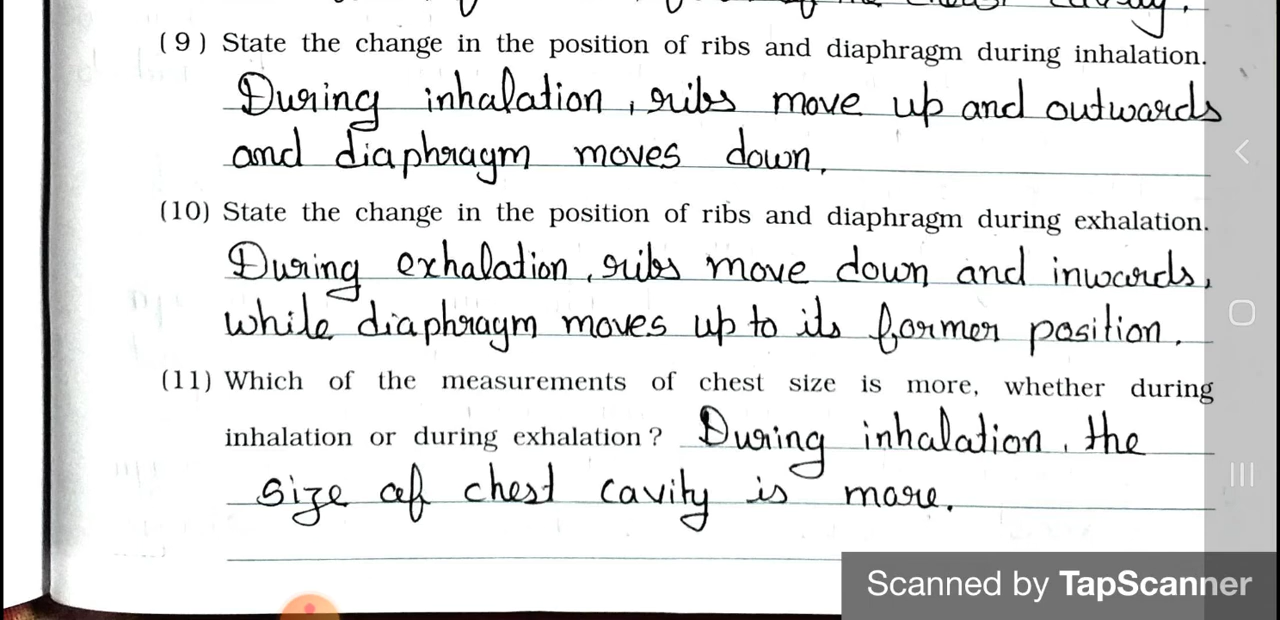 (9) State the change in the position of ribs and diaphragm during inhalation.
During inhalation, ribs move up and outwards
and diaphragm moves down.
(10) State the change in the position of ribs and diaphragm during exhalation.
During exhalation, ribs move down and inwards,
while diaphragm moves up to its former position.
(11) Which of the measurements of chest size is more, whether during
inhalation or during exhalation? During inhalation, the
size of chest cavity is more.
Scanned by TapScanner